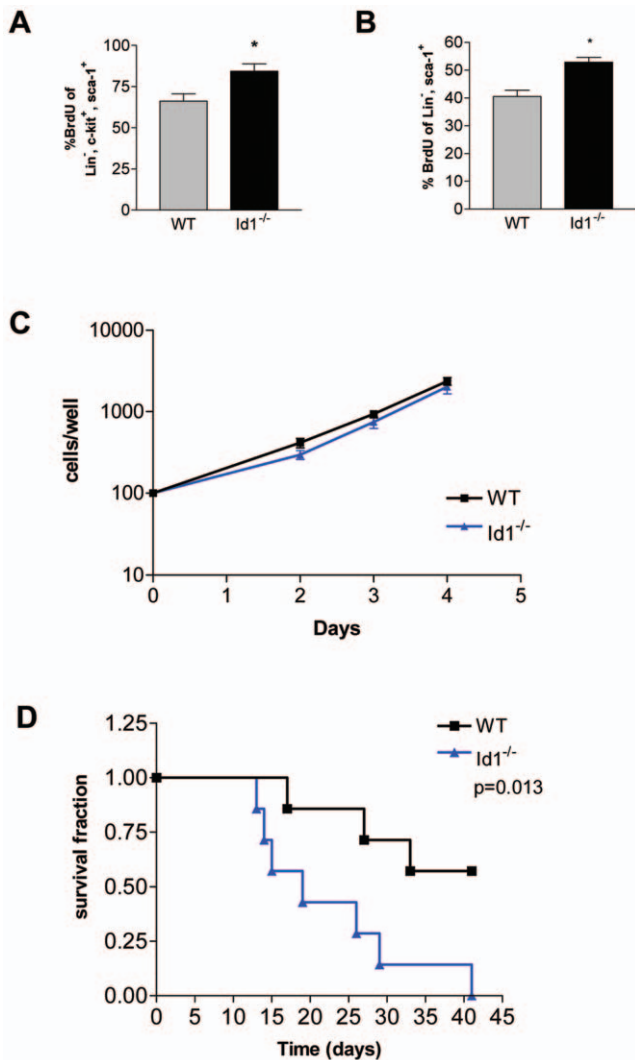 A
%BrdU of
Lin⁻, c-kit⁺, sca-1⁺
100
75
50
25
0
*
WT
Id1⁻/⁻
B
% BrdU of Lin⁻, sca-1⁺
60
50
40
30
20
10
0
*
WT
Id1⁻/⁻
C
cells/well
10000
1000
100
10
0
1
2
3
4
5
Days
WT
Id1⁻/⁻
D
survival fraction
1.25
1.00
0.75
0.50
0.25
0.00
0
5
10
15
20
25
30
35
40
45
Time (days)
WT
Id1⁻/⁻
p=0.013